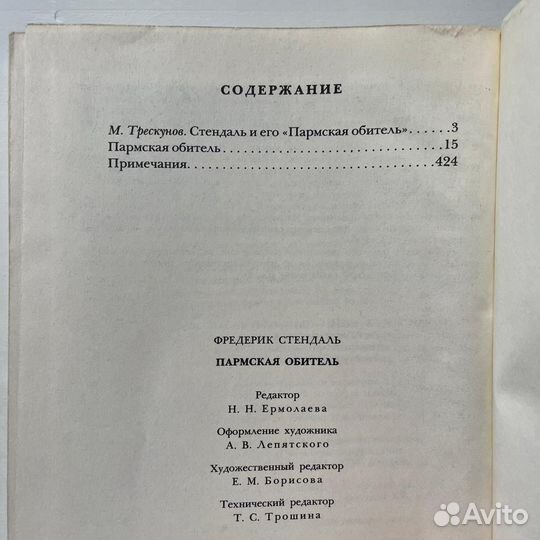 СОДЕРЖАНИЕ
М. Трескунов. Стендаль и его «Пармская обитель» . . . . . . 3
Пармская обитель . . . . . . . . . . . . . . . . . . . . . . . . . . . . . . . 15
Примечания. . . . . . . . . . . . . . . . . . . . . . . . . . . . . . . . . . . 424
ФРЕДЕРИК СТЕНДАЛЬ
ПАРМСКАЯ ОБИТЕЛЬ
Редактор
Н. Н. Ермолаева
Оформление художника
А. В. Лепятского
Художественный редактор
Е. М. Борисова
Технический редактор
Т. С. Трошина
Avito